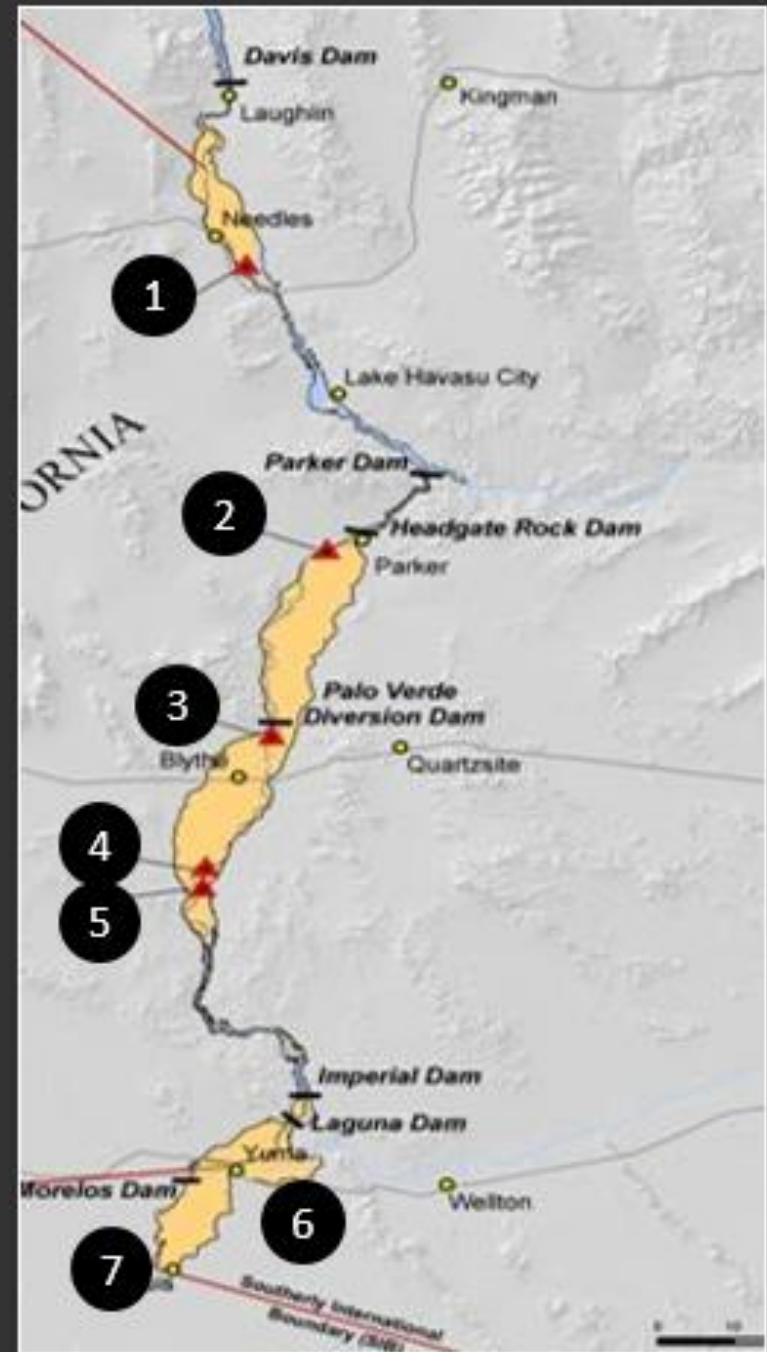 Davis Dam
Kingman
Laughlin
Needles
1
Lake Havasu City
ORNIA
Parker Dam
2
Headgate Rock Dam
Parker
3
Palo Verde
Diversion Dam
Blythe
Quartzsite
4
5
Imperial Dam
Laguna Dam
Yuma
Morelos Dam
Wellton
6
7
Southerly International
Boundary (SIB)
0
10